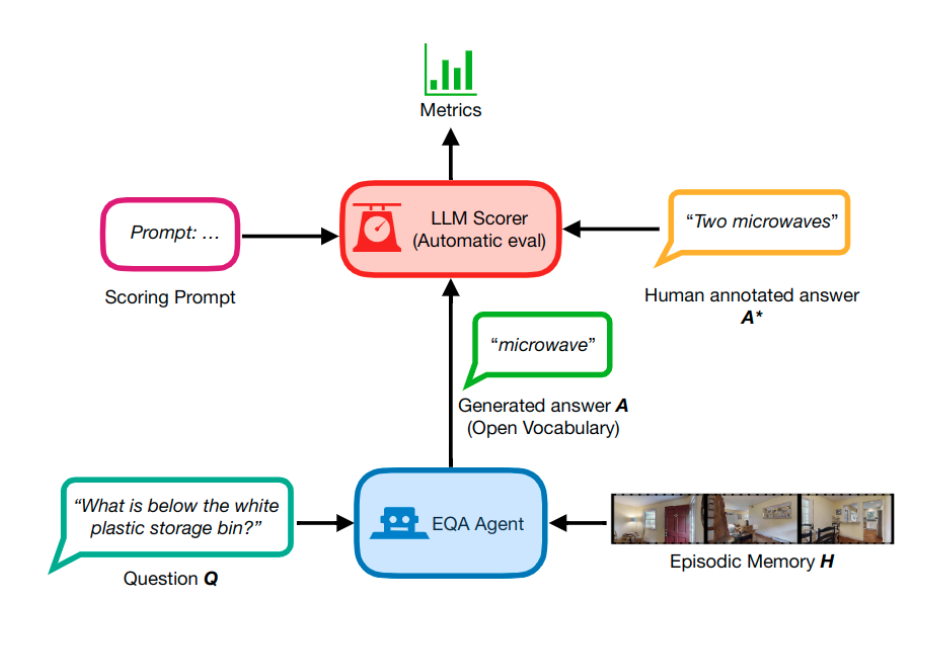 Metrics
LLM Scorer
(Automatic eval)
Prompt: ...
Scoring Prompt
“Two microwaves”
Human annotated answer
A*
“microwave”
Generated answer A
(Open Vocabulary)
“What is below the white
plastic storage bin?”
Question Q
EQA Agent
Episodic Memory H